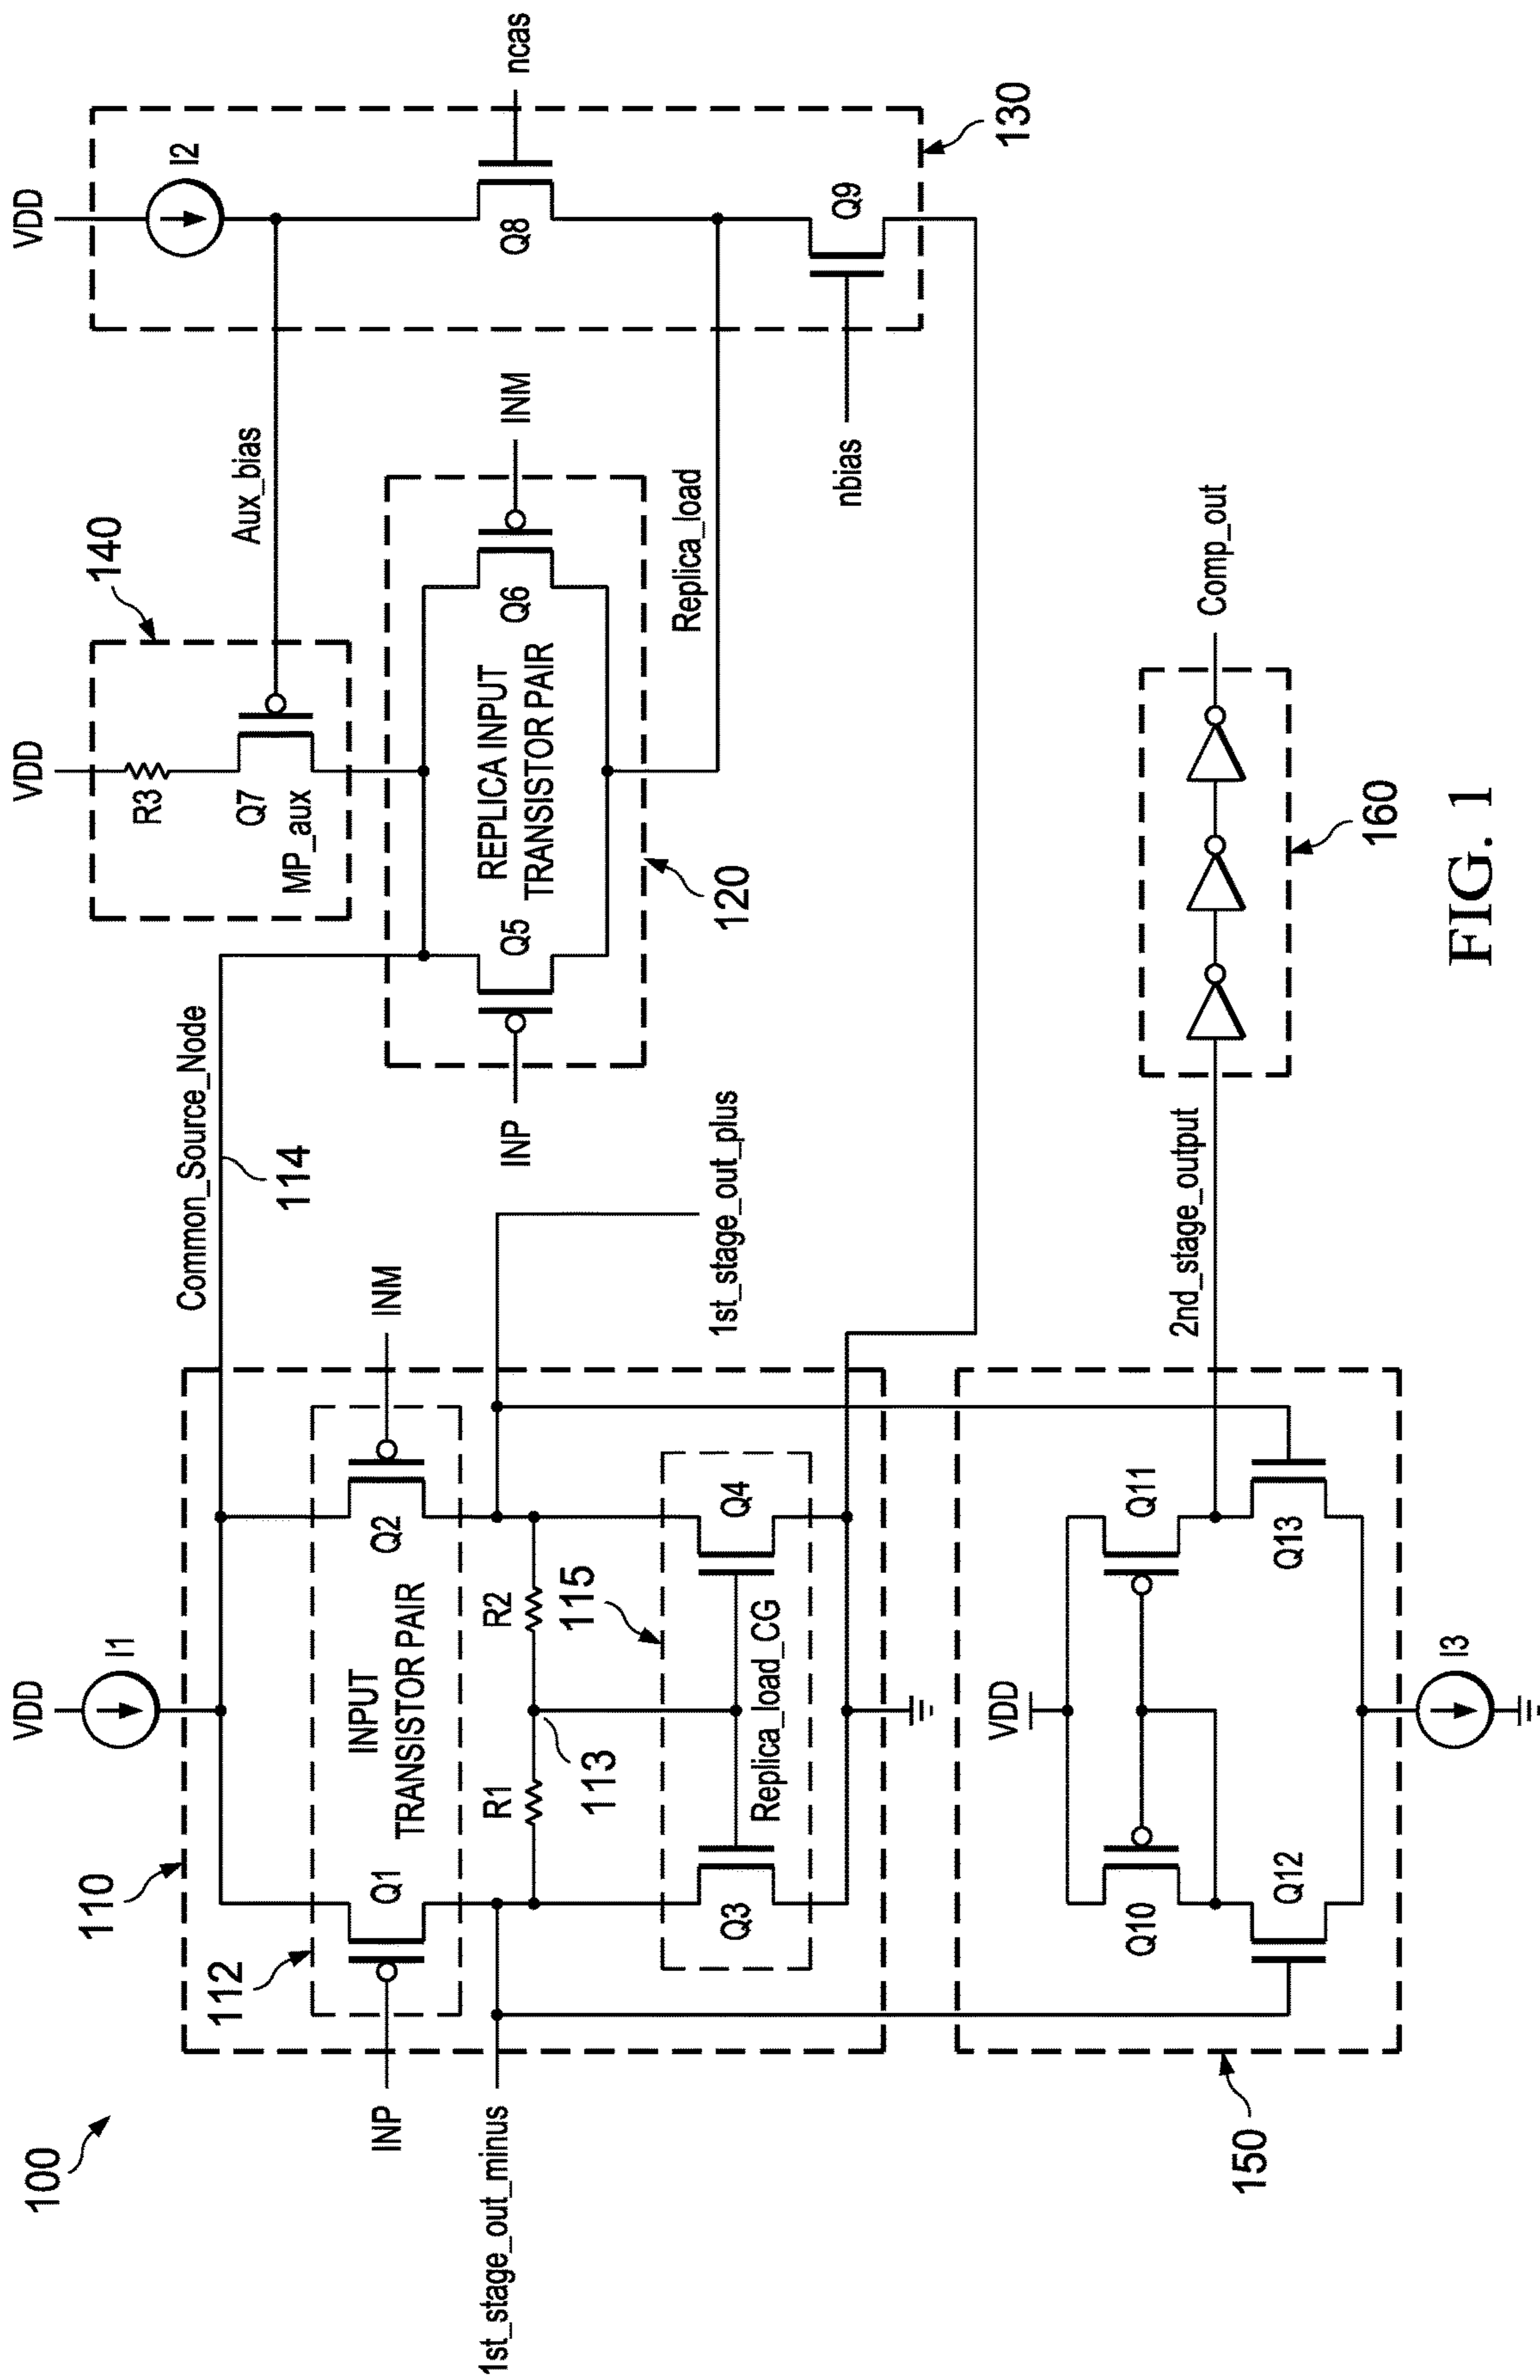 100
VDD
I1
110
112
INP
Q1
INPUT
TRANSISTOR PAIR
Q2
INM
Common_Source_Node
114
1st_stage_out_minus
R1
113
R2
115
1st_stage_out_plus
Q3
Replica_load_CG
Q4
VDD
R3
Q7
MP_aux
140
Aux_bias
INP
Q5
REPLICA INPUT
TRANSISTOR PAIR
Q6
INM
120
Replica_load
VDD
I2
Q8
ncas
nbias
Q9
130
150
VDD
Q10
Q11
Q12
Q13
I3
2nd_stage_output
160
Comp_out
FIG. 1